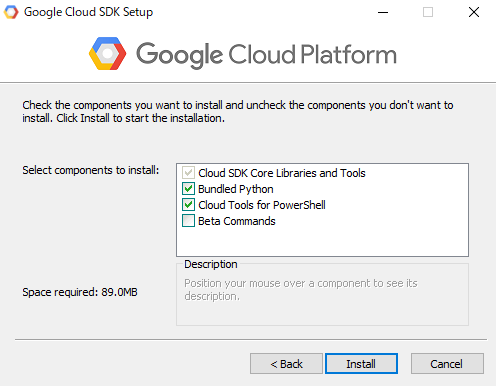 Google Cloud SDK Setup
Google Cloud Platform
Check the components you want to install and uncheck the components you don't want to
install. Click Install to start the installation.
Select components to install:
Cloud SDK Core Libraries and Tools
Bundled Python
Cloud Tools for PowerShell
Beta Commands
Description
Position your mouse over a component to see its
description.
Space required: 89.0MB
< Back
Install
Cancel